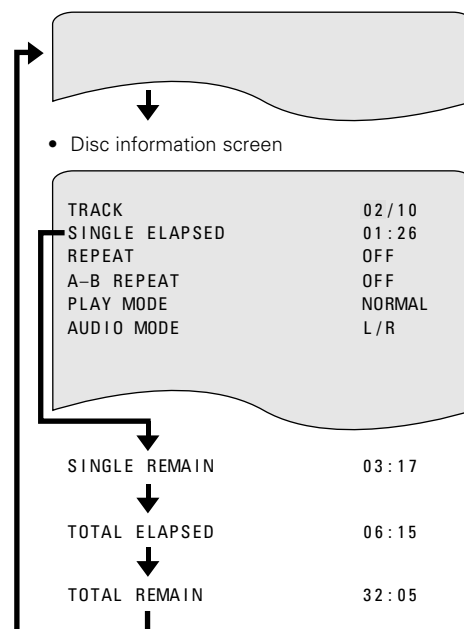 • Disc information screen
TRACK 02/10
SINGLE ELAPSED 01:26
REPEAT OFF
A–B REPEAT OFF
PLAY MODE NORMAL
AUDIO MODE L/R
SINGLE REMAIN 03:17
TOTAL ELAPSED 06:15
TOTAL REMAIN 32:05